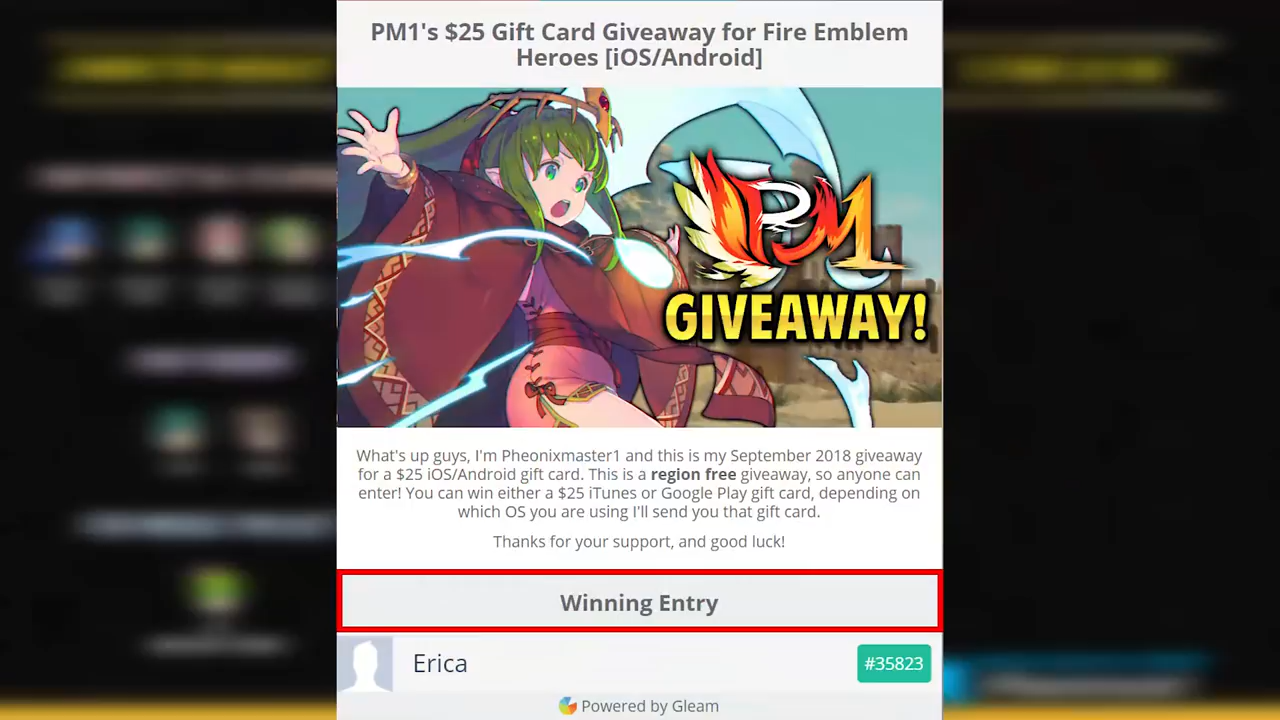 PM1's $25 Gift Card Giveaway for Fire Emblem
Heroes [iOS/Android]
PM1
GIVEAWAY!
What's up guys, I'm Pheonixmaster1 and this is my September 2018 giveaway
for a $25 iOS/Android gift card. This is a region free giveaway, so anyone can
enter! You can win either a $25 iTunes or Google Play gift card, depending on
which OS you are using I'll send you that gift card.
Thanks for your support, and good luck!
Winning Entry
Erica
#35823
Powered by Gleam